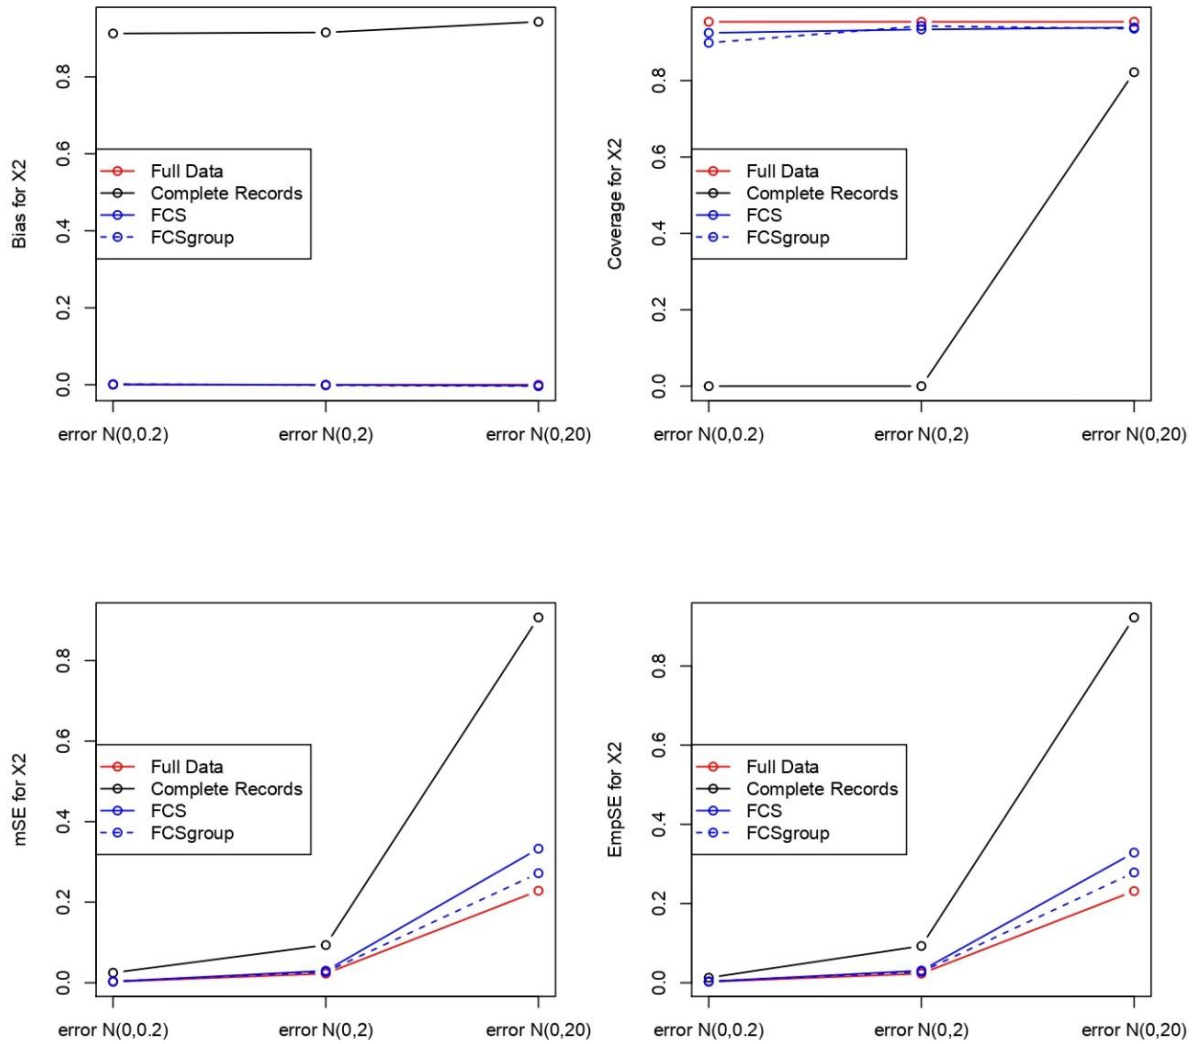 Bias for X2
0.8
0.6
0.4
0.2
0.0
Full Data
Complete Records
FCS
FCSgroup
error N(0,0.2)
error N(0,2)
error N(0,20)
Coverage for X2
0.8
0.6
0.4
0.2
0.0
Full Data
Complete Records
FCS
FCSgroup
error N(0,0.2)
error N(0,2)
error N(0,20)
mSE for X2
0.8
0.6
0.4
0.2
0.0
Full Data
Complete Records
FCS
FCSgroup
error N(0,0.2)
error N(0,2)
error N(0,20)
EmpSE for X2
0.8
0.6
0.4
0.2
0.0
Full Data
Complete Records
FCS
FCSgroup
error N(0,0.2)
error N(0,2)
error N(0,20)